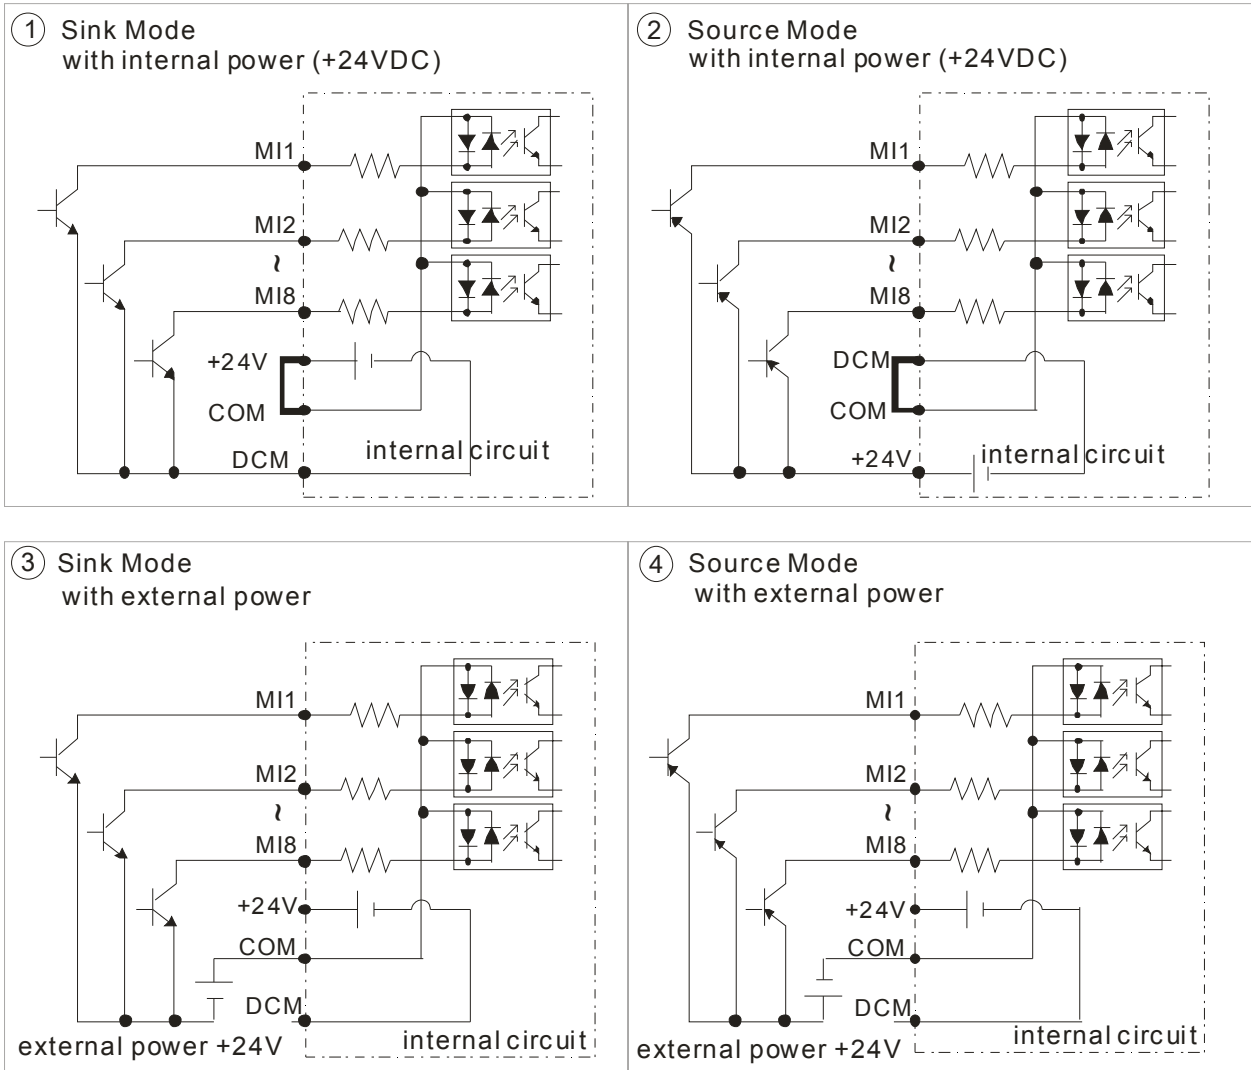 1 Sink Mode
with internal power (+24VDC)
MI1
MI2
~
MI8
+24V
COM
DCM
internal circuit
2 Source Mode
with internal power (+24VDC)
MI1
MI2
~
MI8
DCM
COM
+24V
internal circuit
3 Sink Mode
with external power
MI1
MI2
~
MI8
+24V
COM
DCM
external power +24V
internal circuit
4 Source Mode
with external power
MI1
MI2
~
MI8
+24V
COM
DCM
external power +24V
internal circuit